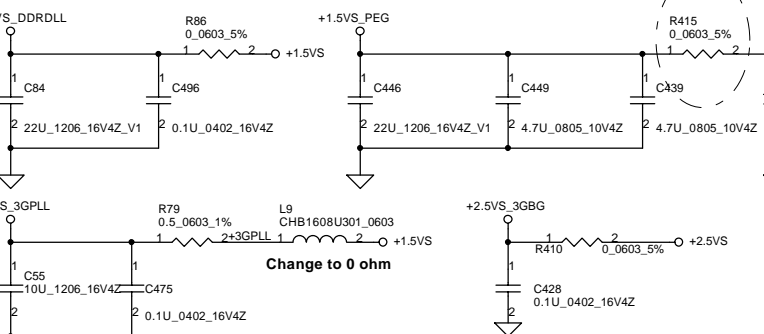 VS_DDRDLL
R86
0_0603_5%
1
2
+1.5VS
1
C84
2
22U_1206_16V4Z_V1
1
C496
2
0.1U_0402_16V4Z
+1.5VS_PEG
R415
0_0603_5%
1
2
1
C446
2
22U_1206_16V4Z_V1
1
C449
2
4.7U_0805_10V4Z
1
C439
2
4.7U_0805_10V4Z
S_3GPLL
R79
0.5_0603_1%
1
2
+3GPLL
L9
CHB1608U301_0603
1
2
+1.5VS
Change to 0 ohm
1
C55
10U_1206_16V4Z
2
1
C475
2
0.1U_0402_16V4Z
+2.5VS_3GBG
1
2
R410
0_0603_5%
+2.5VS
1
C428
0.1U_0402_16V4Z
2